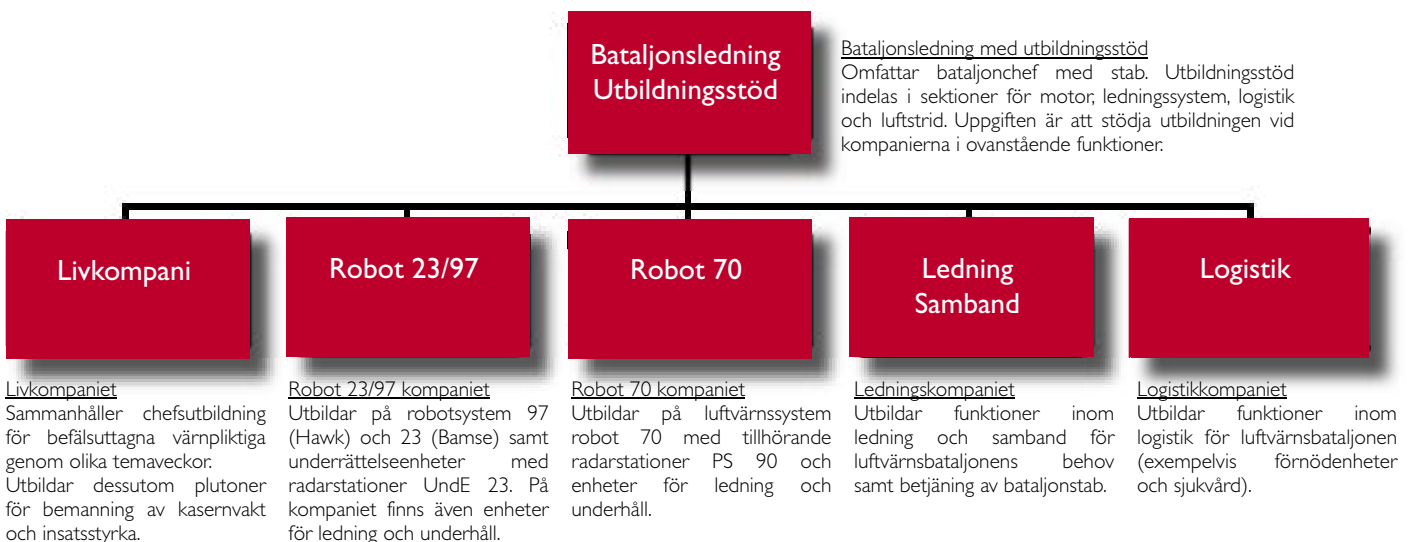 Bataljonsledning
Utbildningsstöd
Bataljonsledning med utbildningsstöd
Omfattar bataljonchef med stab. Utbildningsstöd
indelas i sektioner för motor, ledningssystem, logistik
och luftstrid. Uppgiften är att stödja utbildningen vid
kompanierna i ovanstående funktioner.
Livkompani
Robot 23/97
Robot 70
Ledning
Samband
Logistik
Livkompaniet
Sammanhåller chefsutbildning
för befälsuttagna värnpliktiga
genom olika temaveckor.
Utbildar dessutom plutoner
för bemanning av kasernvakt
och insatsstyrka.
Robot 23/97 kompaniet
Utbildar på robotsystem 97
(Hawk) och 23 (Bamse) samt
underrättelseenheter med
radarstationer UndE 23. På
kompaniet finns även enheter
för ledning och underhåll.
Robot 70 kompaniet
Utbildar på luftvärnssystem
robot 70 med tillhörande
radarstationer PS 90 och
enheter för ledning och
underhåll.
Ledningskompaniet
Utbildar funktioner inom
ledning och samband för
luftvärnsbataljonens behov
samt betjäning av bataljonstab.
Logistikkompaniet
Utbildar funktioner inom
logistik för luftvärnsbataljonen
(exempelvis förnödenheter
och sjukvård).